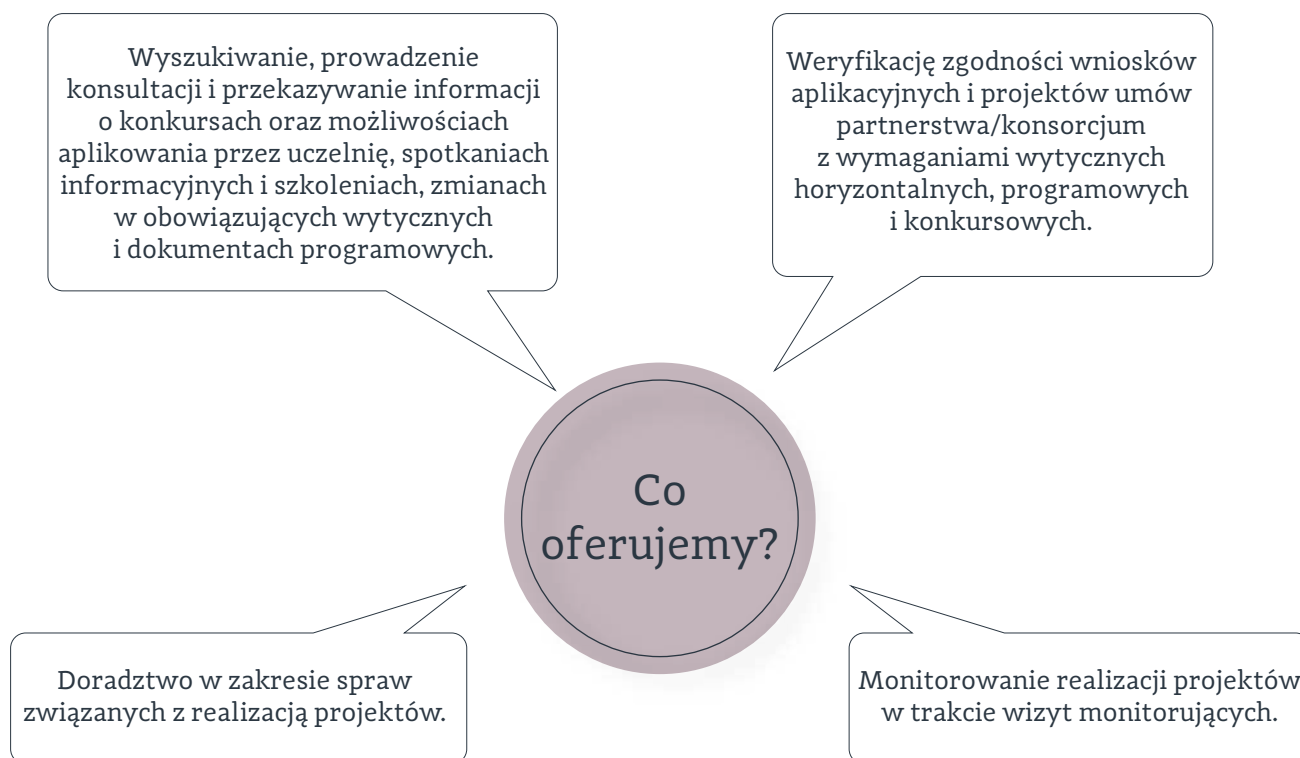 Wyszukiwanie, prowadzenie
konsultacji i przekazywanie informacji
o konkursach oraz możliwościach
aplikowania przez uczelnię, spotkaniach
informacyjnych i szkoleniach, zmianach
w obowiązujących wytycznych
i dokumentach programowych.
Weryfikację zgodności wniosków
aplikacyjnych i projektów umów
partnerstwa/konsorcjum
z wymaganiami wytycznych
horyzontalnych, programowych
i konkursowych.
Co
oferujemy?
Doradztwo w zakresie spraw
związanych z realizacją projektów.
Monitorowanie realizacji projektów
w trakcie wizyt monitorujących.